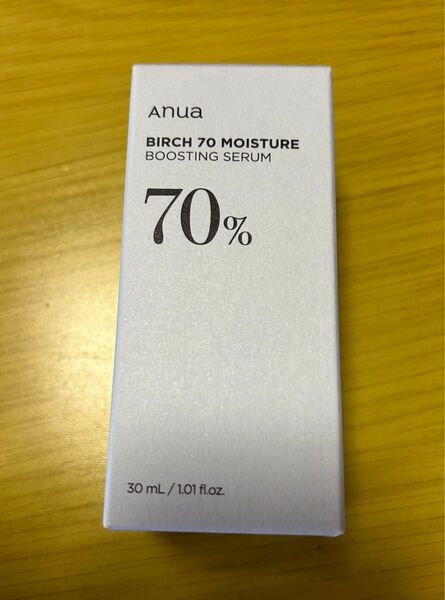 Anua
BIRCH 70 MOISTURE
BOOSTING SERUM
70%
30 mL / 1.01 fl.oz.